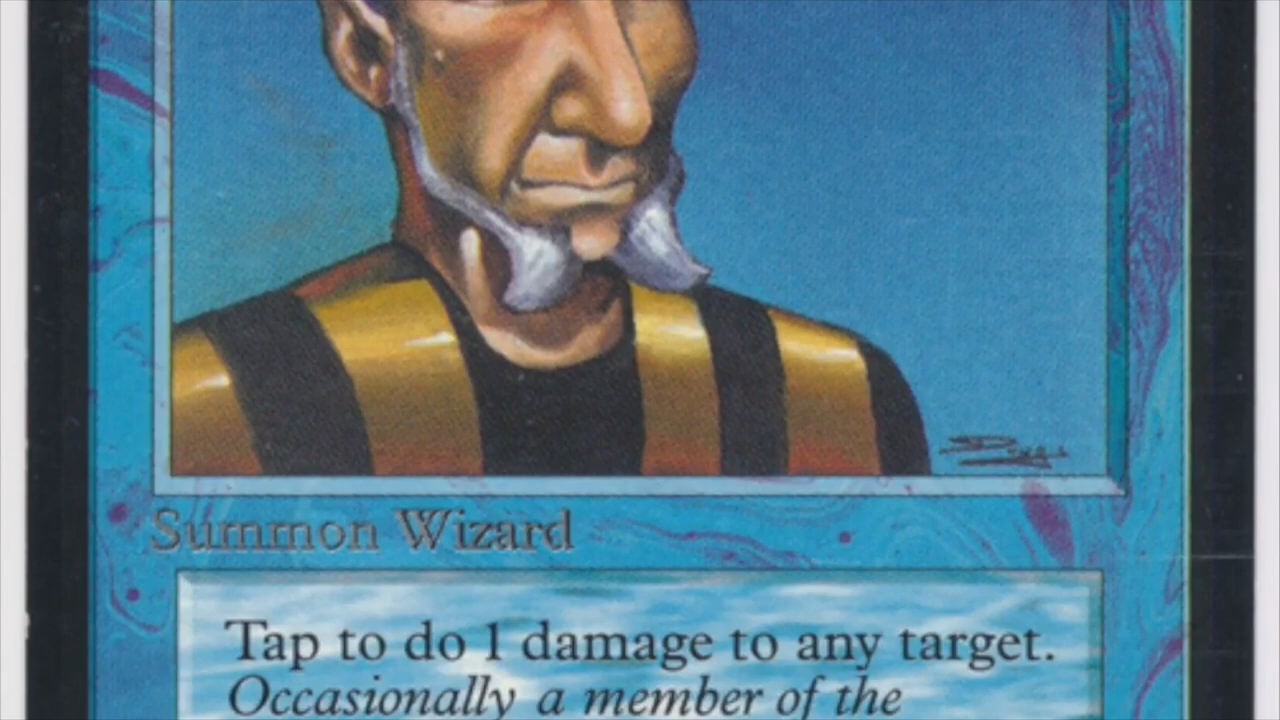 Summon Wizard
Tap to do 1 damage to any target.
Occasionally a member of the